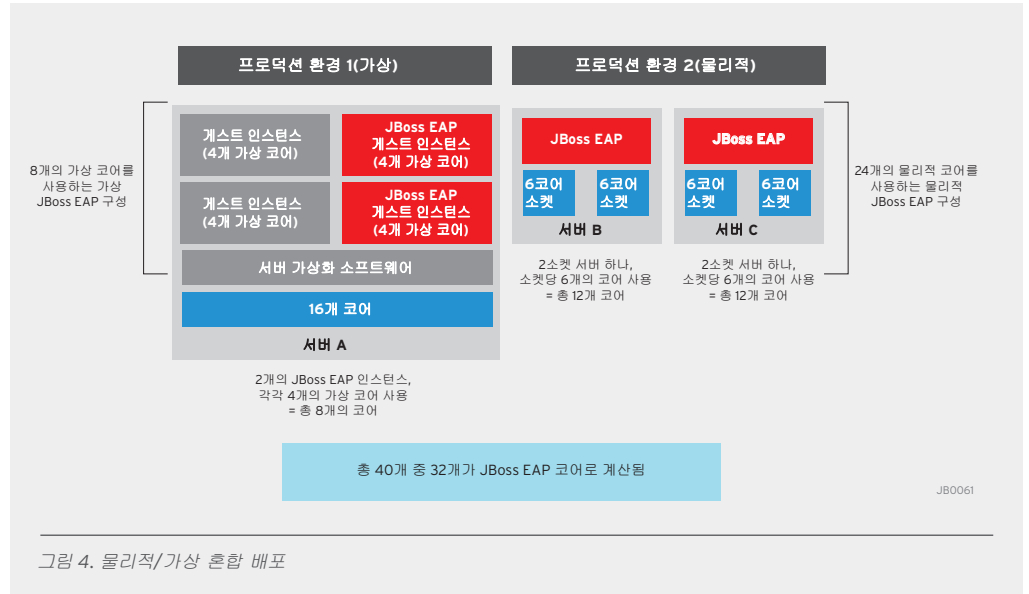 프로덕션 환경 1(가상)
프로덕션 환경 2(물리적)
8개의 가상 코어를
사용하는 가상
JBoss EAP 구성
게스트 인스턴스
(4개 가상 코어)
JBoss EAP
게스트 인스턴스
(4개 가상 코어)
게스트 인스턴스
(4개 가상 코어)
JBoss EAP
게스트 인스턴스
(4개 가상 코어)
서버 가상화 소프트웨어
16개 코어
서버 A
2개의 JBoss EAP 인스턴스,
각각 4개의 가상 코어 사용
= 총 8개의 코어
JBoss EAP
6코어
소켓
6코어
소켓
서버 B
2소켓 서버 하나,
소켓당 6개의 코어 사용
= 총 12개 코어
JBoss EAP
6코어
소켓
6코어
소켓
서버 C
2소켓 서버 하나,
소켓당 6개의 코어 사용
= 총 12개 코어
24개의 물리적 코어를
사용하는 물리적
JBoss EAP 구성
총 40개 중 32개가 JBoss EAP 코어로 계산됨
JB0061
그림 4. 물리적/가상 혼합 배포